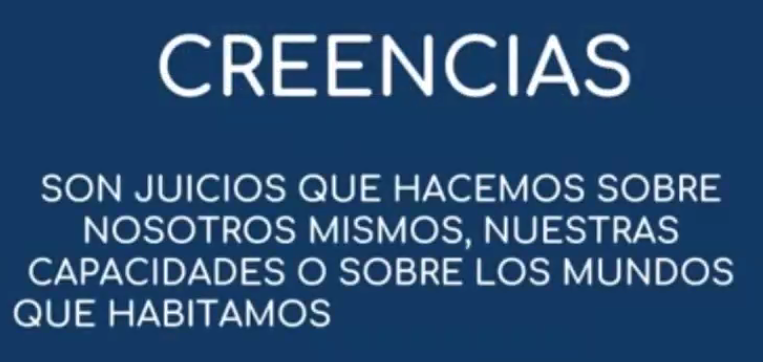 CREENCIAS
SON JUICIOS QUE HACEMOS SOBRE
NOSOTROS MISMOS, NUESTRAS
CAPACIDADES O SOBRE LOS MUNDOS
QUE HABITAMOS